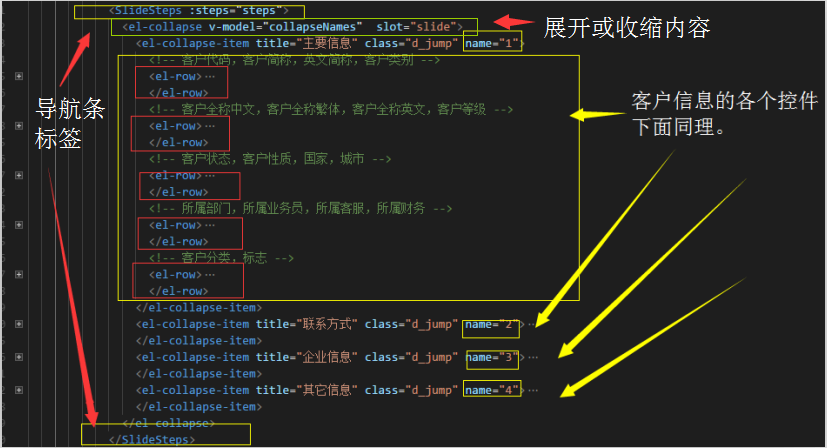 <SlideSteps :steps="steps">
<el-collapse v-model="collapseNames" slot="slide">
展开或收缩内容
<el-collapse-item title="主要信息" class="d_jump" name="1">
<!-- 客户代码，客户简称，英文简称，客户类别 -->
<el-row>…
</el-row>
<!-- 客户全称中文，客户全称繁体，客户全称英文，客户等级 -->
<el-row>…
</el-row>
<!-- 客户状态，客户性质，国家，城市 -->
<el-row>…
</el-row>
<!-- 所属部门，所属业务员，所属客服，所属财务 -->
<el-row>…
</el-row>
<!-- 客户分类，标志 -->
<el-row>…
</el-row>
</el-collapse-item>
<el-collapse-item title="联系方式" class="d_jump" name="2">…
</el-collapse-item>
<el-collapse-item title="企业信息" class="d_jump" name="3">…
</el-collapse-item>
<el-collapse-item title="其它信息" class="d_jump" name="4">…
</el-collapse-item>
</el-collapse>
</SlideSteps>
导航条
标签
客户信息的各个控件
下面同理。